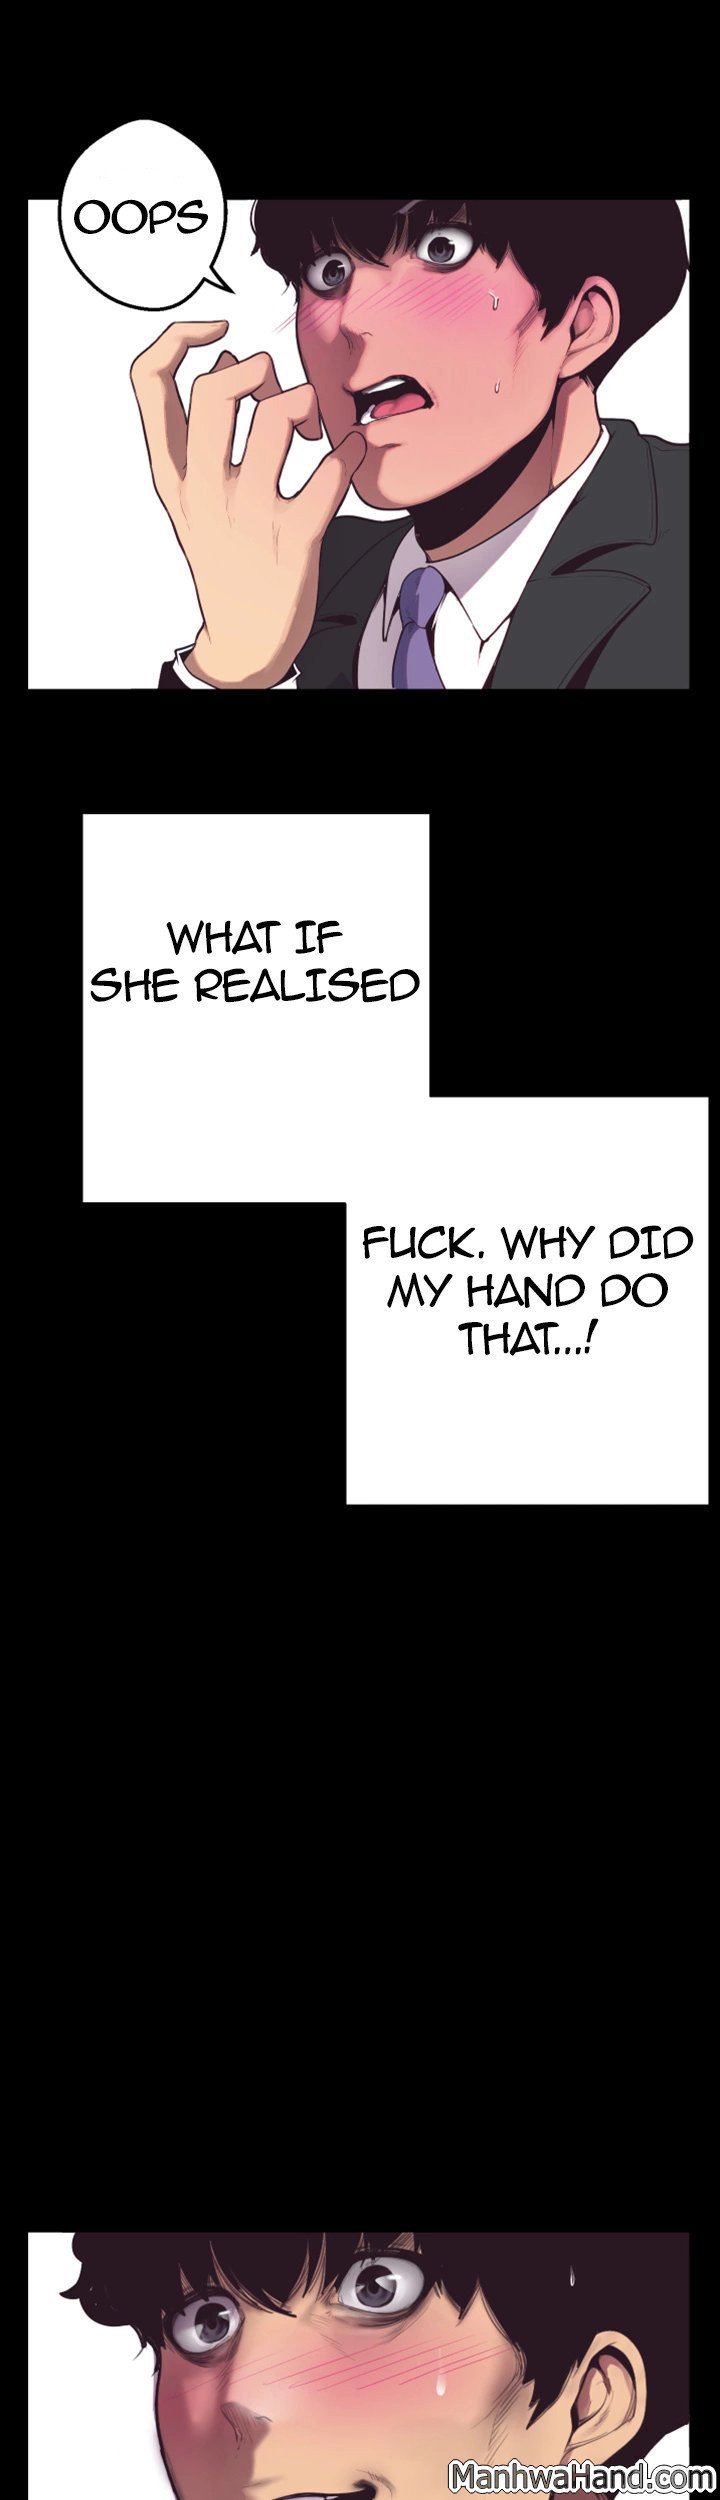 OOPS
WHAT IF
SHE REALISED
FUCK. WHY DID
MY HAND DO
THAT...!
ManhwaHand.com